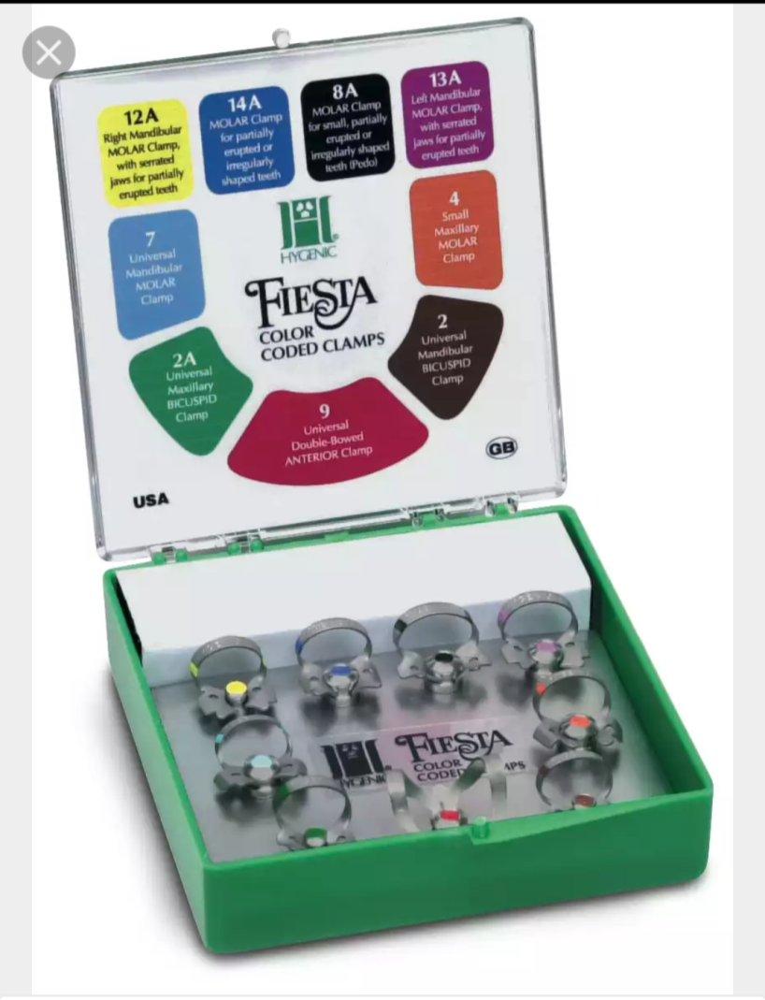 12A
Right Mandibular
MOLAR Clamp,
with serrated
jaws for partially
erupted teeth
14A
MOLAR Clamp
for partially
erupted or
irregularly
shaped teeth
8A
MOLAR Clamp
for small, partially
erupted or
irregularly shaped
teeth (Pedo)
13A
Left Mandibular
MOLAR Clamp,
with serrated
jaws for partially
erupted teeth
7
Universal
Mandibular
MOLAR
Clamp
HYGENIC
4
Small
Maxillary
MOLAR
Clamp
FIESTA
COLOR
CODED CLAMPS
2A
Universal
Maxillary
BICUSPID
Clamp
2
Universal
Mandibular
BICUSPID
Clamp
9
Universal
Double-Bowed
ANTERIOR Clamp
USA
GB
HYGENIC
FIESTA
COLOR
CODED